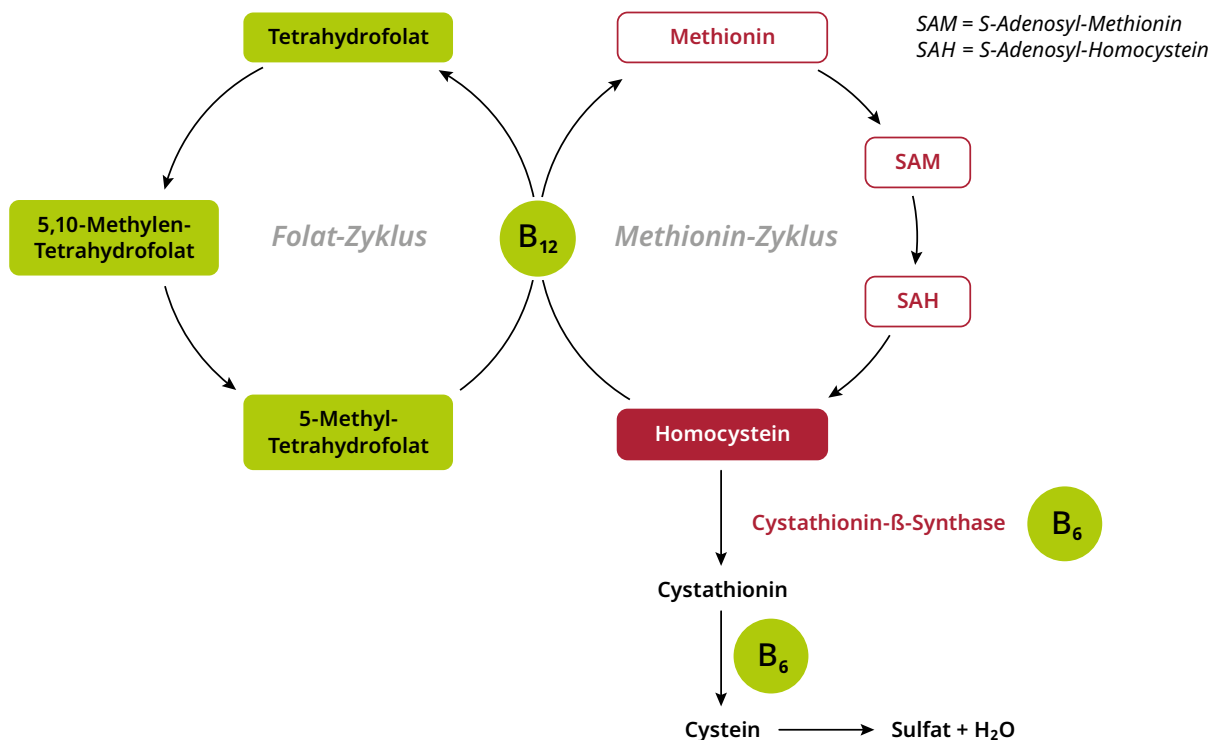 Tetrahydrofolat
Methionin
SAM = S-Adenosyl-Methionin
SAH = S-Adenosyl-Homocystein
SAM
5,10-Methylen-
Tetrahydrofolat
Folat-Zyklus
B₁₂
Methionin-Zyklus
SAH
5-Methyl-
Tetrahydrofolat
Homocystein
Cystathionin-ß-Synthase
B₆
Cystathionin
B₆
Cystein
Sulfat + H₂O